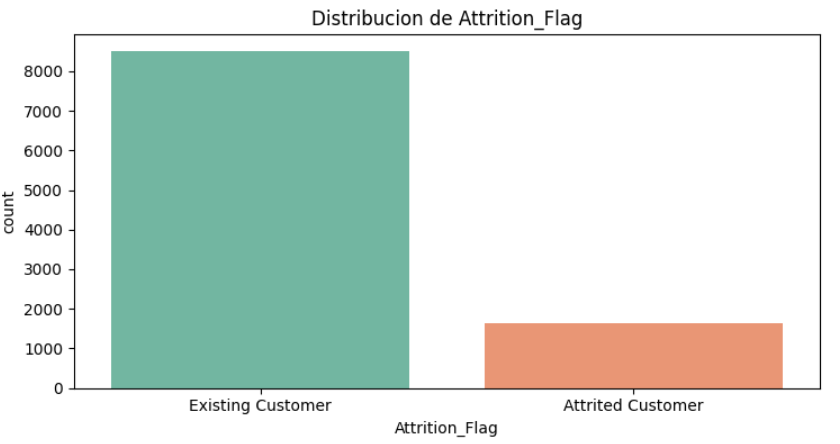 Distribucion de Attrition_Flag
count
8000
7000
6000
5000
4000
3000
2000
1000
0
Existing Customer Attrited Customer
Attrition_Flag